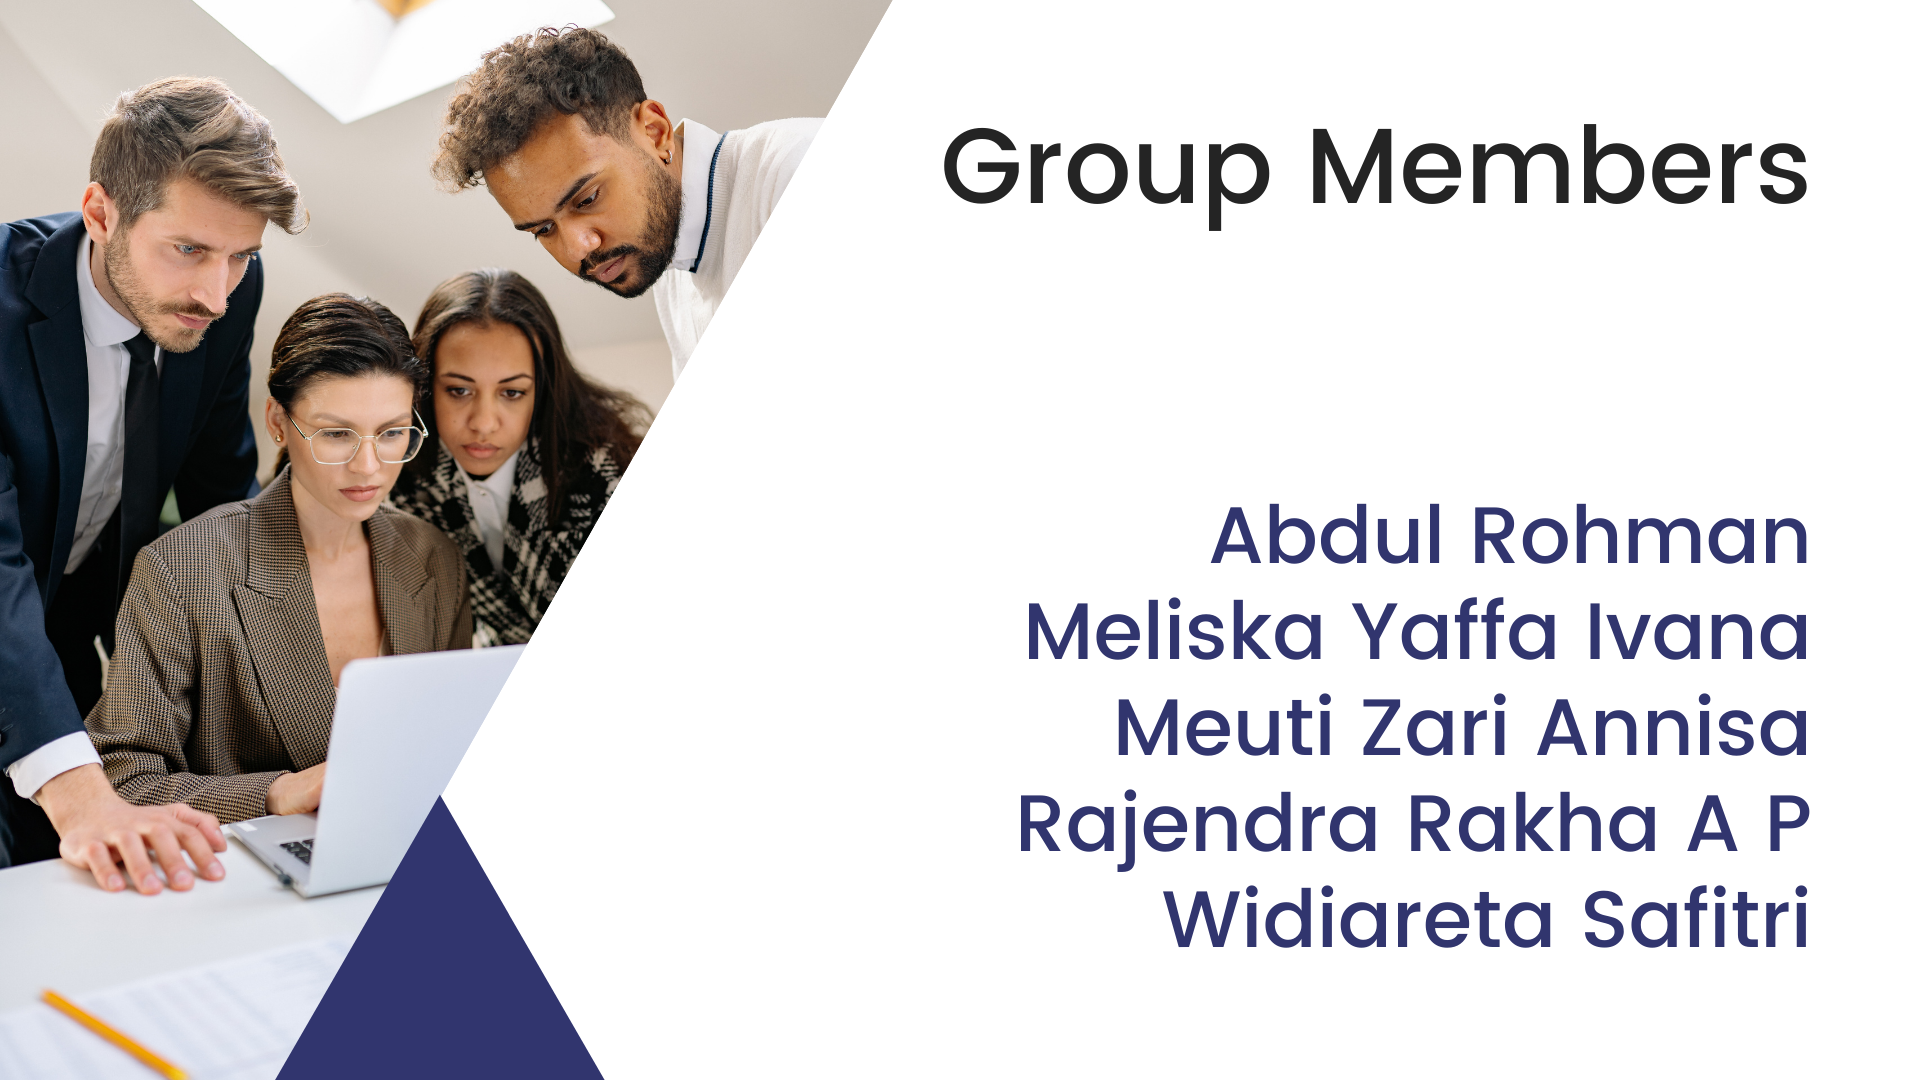 Group Members
Abdul Rohman
Meliska Yaffa Ivana
Meuti Zari Annisa
Rajendra Rakha A P
Widiareta Safitri